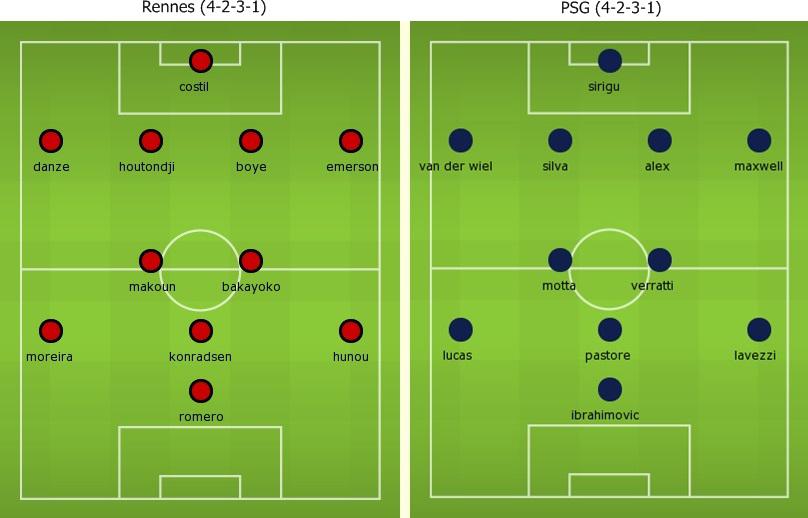 Rennes (4-2-3-1)
costil
danze houtondji boye emerson
makoun bakayoko
moreira konradsen hunou
romero
PSG (4-2-3-1)
sirigu
van der wiel silva alex maxwell
motta verratti
lucas pastore lavezzi
ibrahimovic